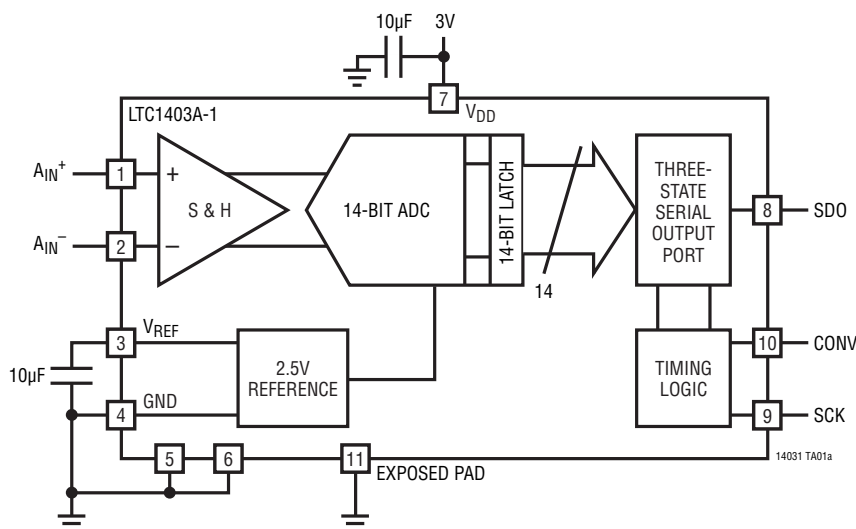 10µF
3V
7
VDD
LTC1403A-1
AIN+
1
+
S & H
AIN–
2
–
14-BIT ADC
14-BIT LATCH
14
THREE-
STATE
SERIAL
OUTPUT
PORT
8
SDO
3
VREF
10µF
4
GND
2.5V
REFERENCE
TIMING
LOGIC
10
CONV
9
SCK
5
6
11
EXPOSED PAD
14031 TA01a